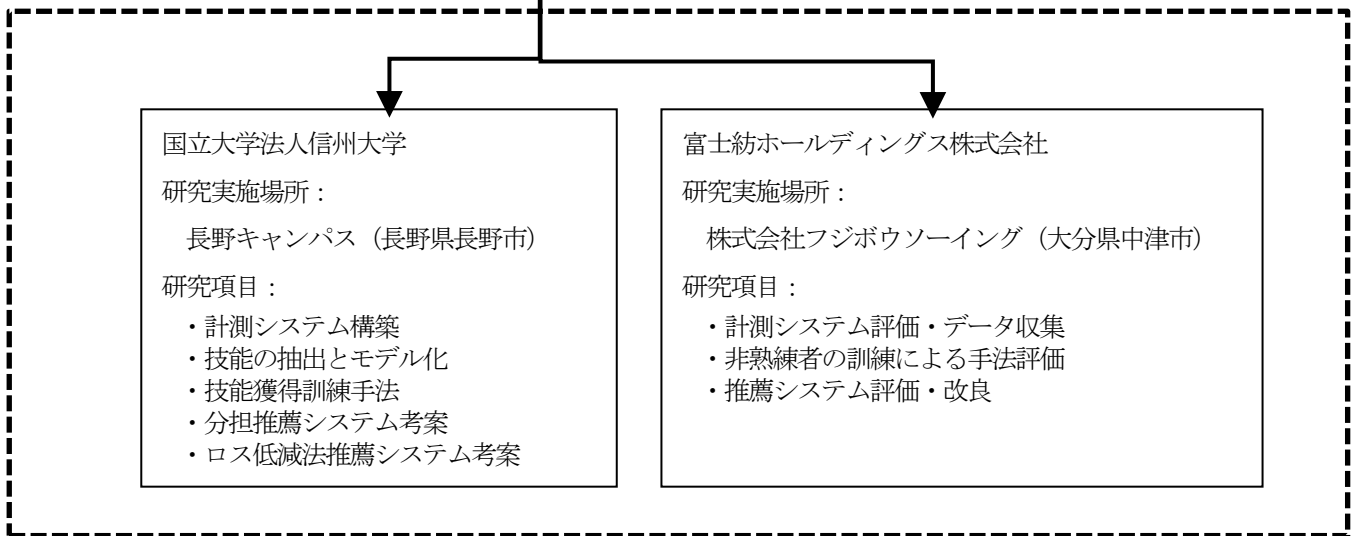 国立大学法人信州大学
研究実施場所：
長野キャンパス（長野県長野市）
研究項目：
・計測システム構築
・技能の抽出とモデル化
・技能獲得訓練手法
・分担推薦システム考案
・ロス低減法推薦システム考案
富士紡ホールディングス株式会社
研究実施場所：
株式会社フジボウソーイング（大分県中津市）
研究項目：
・計測システム評価・データ収集
・非熟練者の訓練による手法評価
・推薦システム評価・改良